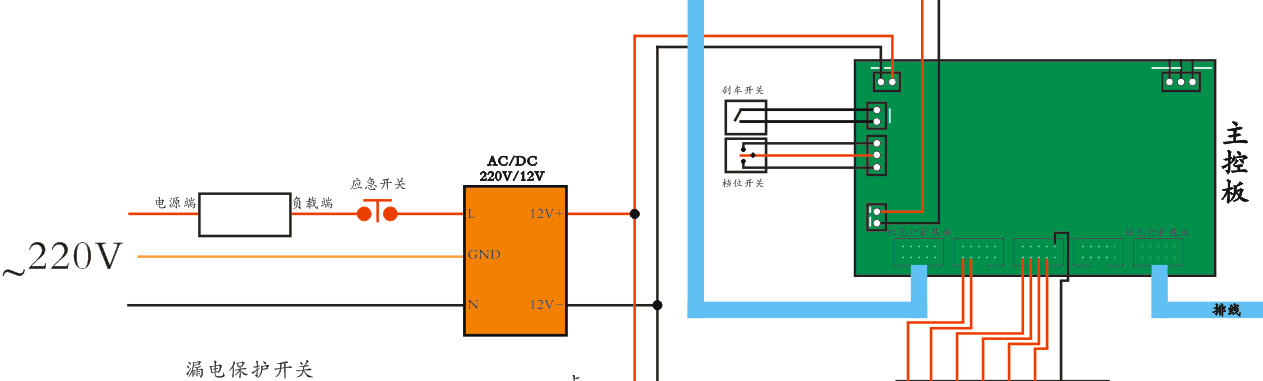 刹车开关
主控板
AC/DC
220V/12V
档位开关
应急开关
电源端
负载端
L
12V+
~220V
GND
N
12V-
排线
漏电保护开关